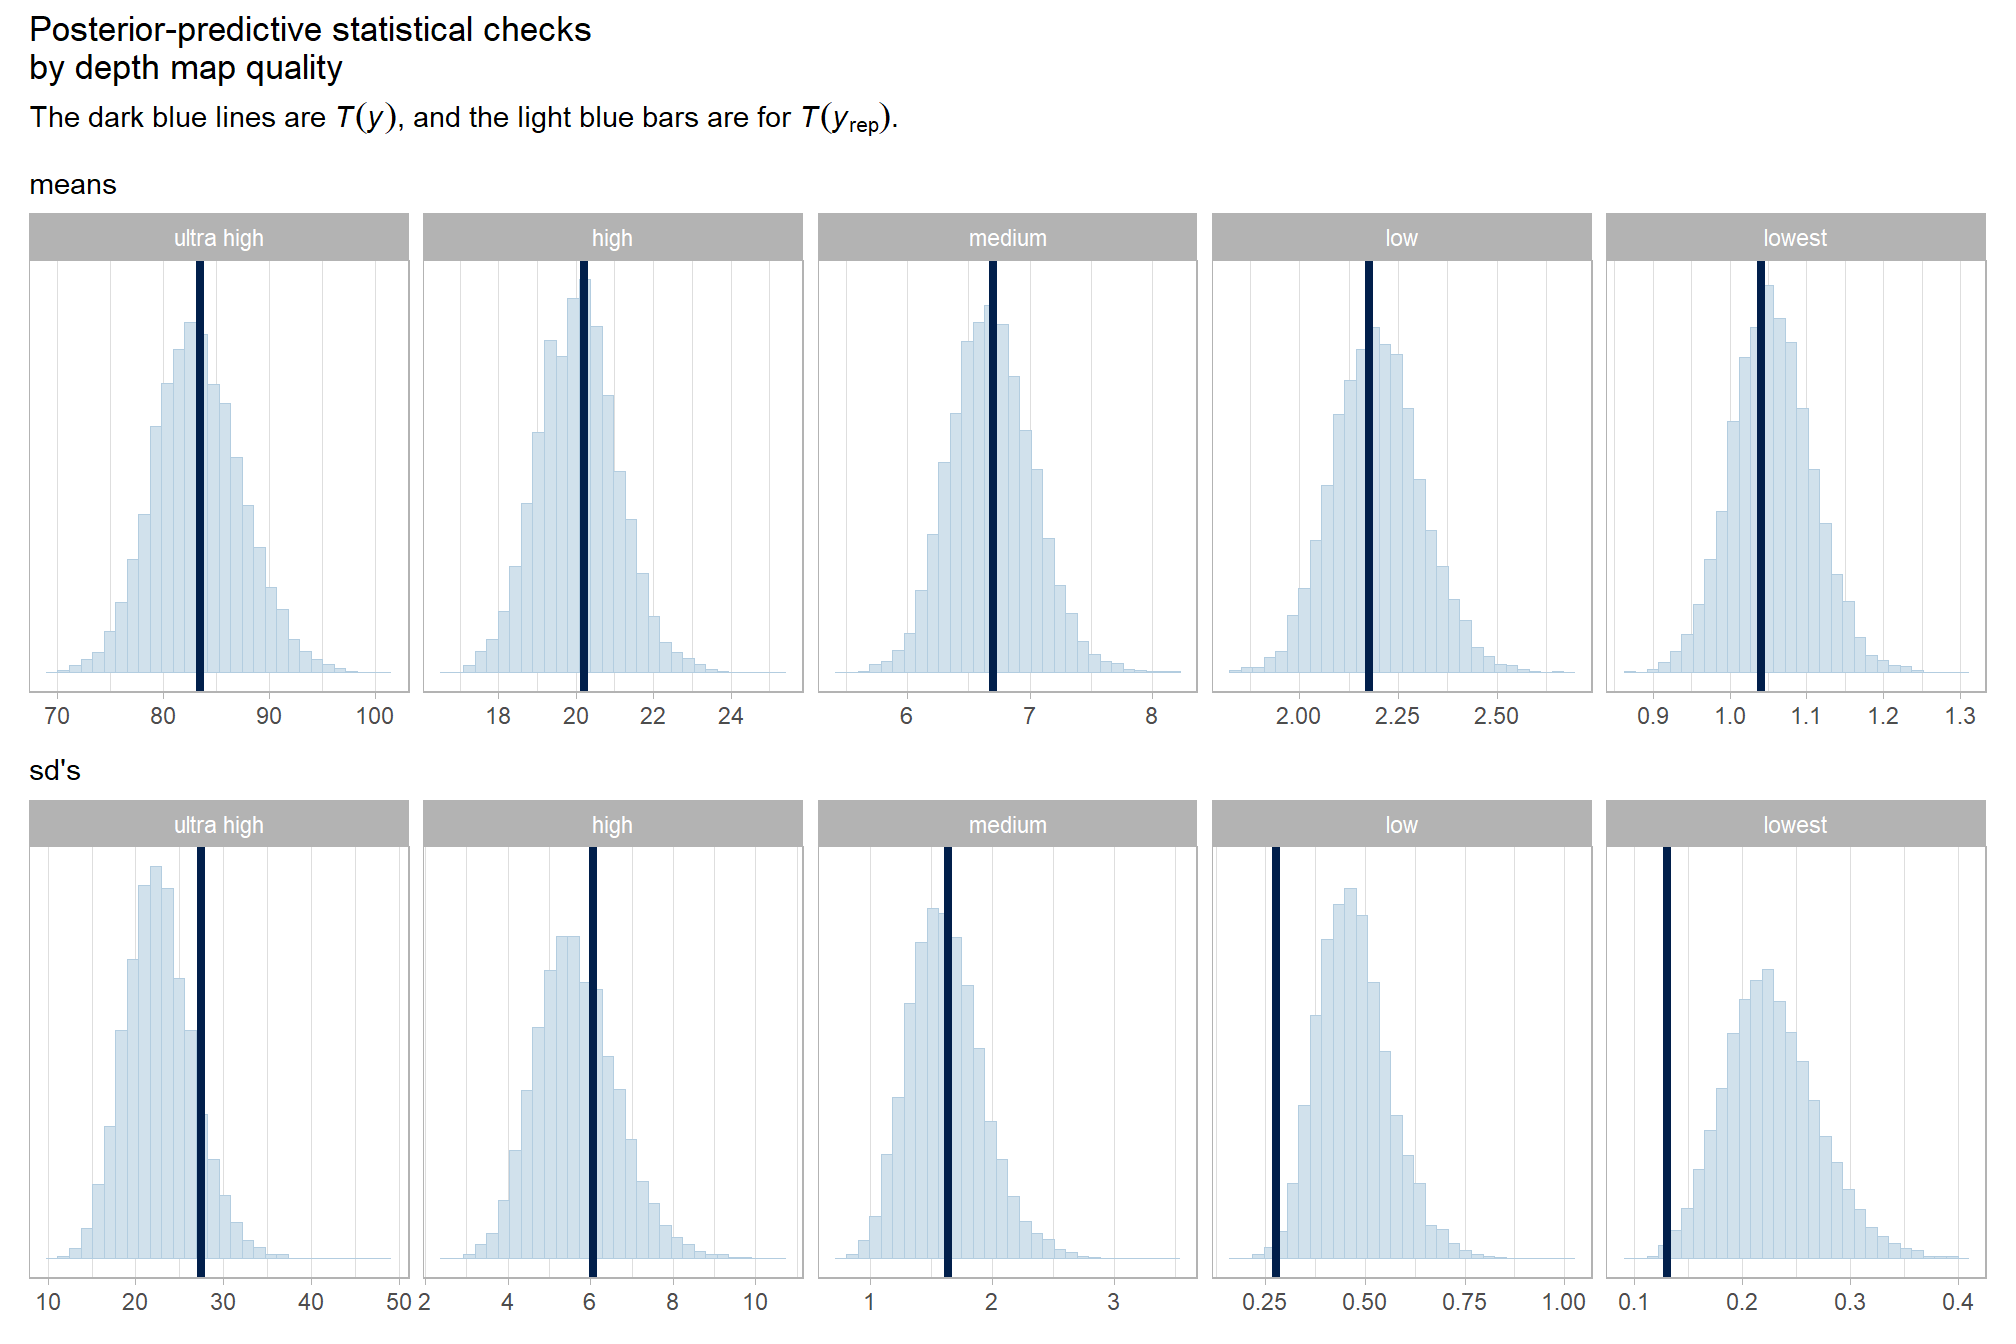 Posterior-predictive statistical checks
by depth map quality
The dark blue lines are T(y), and the light blue bars are for T(y_rep).
means
ultra high high medium low lowest
70 80 90 100 18 20 22 24 6 7 8 2.00 2.25 2.50 0.9 1.0 1.1 1.2 1.3
sd's
ultra high high medium low lowest
10 20 30 40 50 2 4 6 8 10 1 2 3 0.25 0.50 0.75 1.00 0.1 0.2 0.3 0.4